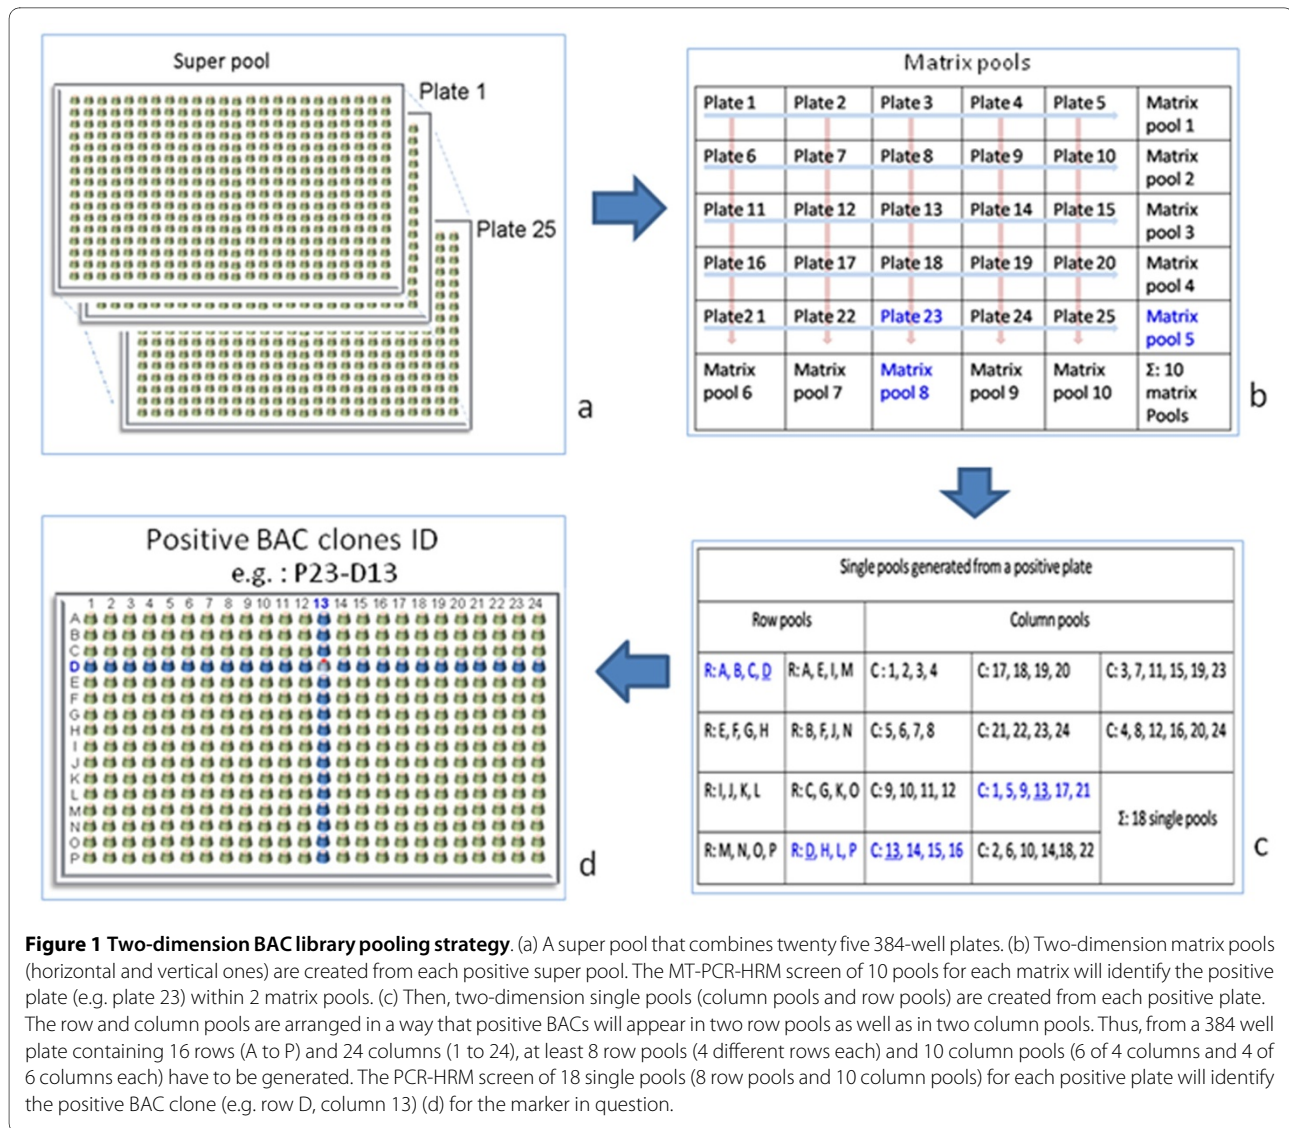 Super pool
Plate 1
Plate 25
a
Matrix pools
Plate 1 Plate 2 Plate 3 Plate 4 Plate 5 Matrix
pool 1
Plate 6 Plate 7 Plate 8 Plate 9 Plate 10 Matrix
pool 2
Plate 11 Plate 12 Plate 13 Plate 14 Plate 15 Matrix
pool 3
Plate 16 Plate 17 Plate 18 Plate 19 Plate 20 Matrix
pool 4
Plate21 Plate 22 Plate 23 Plate 24 Plate 25 Matrix
pool 5
Matrix Matrix Matrix Matrix Matrix Σ: 10
pool 6 pool 7 pool 8 pool 9 pool 10 matrix
Pools
b
Single pools generated from a positive plate
Row pools Column pools
R: A, B, C, D R: A, E, I, M C : 1, 2, 3, 4 C: 17, 18, 19, 20 C: 3, 7, 11, 15, 19, 23
R: E, F, G, H R: B, F, J, N C: 5, 6, 7, 8 C: 21, 22, 23, 24 C: 4, 8, 12, 16, 20, 24
R: I, J, K, L R: C, G, K, O C: 9, 10, 11, 12 C: 1, 5, 9, 13, 17, 21
Σ: 18 single pools
R: M, N, O, P R: D, H, L, P C: 13, 14, 15, 16 C: 2, 6, 10, 14,18, 22
c
Positive BAC clones ID
e.g. : P23-D13
1 2 3 4 5 6 7 8 9 10 11 12 13 14 15 16 17 18 19 20 21 22 23 24
A
B
C
D
E
F
G
H
I
J
K
L
M
N
O
P
d
Figure 1 Two-dimension BAC library pooling strategy. (a) A super pool that combines twenty five 384-well plates. (b) Two-dimension matrix pools
(horizontal and vertical ones) are created from each positive super pool. The MT-PCR-HRM screen of 10 pools for each matrix will identify the positive
plate (e.g. plate 23) within 2 matrix pools. (c) Then, two-dimension single pools (column pools and row pools) are created from each positive plate.
The row and column pools are arranged in a way that positive BACs will appear in two row pools as well as in two column pools. Thus, from a 384 well
plate containing 16 rows (A to P) and 24 columns (1 to 24), at least 8 row pools (4 different rows each) and 10 column pools (6 of 4 columns and 4 of
6 columns each) have to be generated. The PCR-HRM screen of 18 single pools (8 row pools and 10 column pools) for each positive plate will identify
the positive BAC clone (e.g. row D, column 13) (d) for the marker in question.